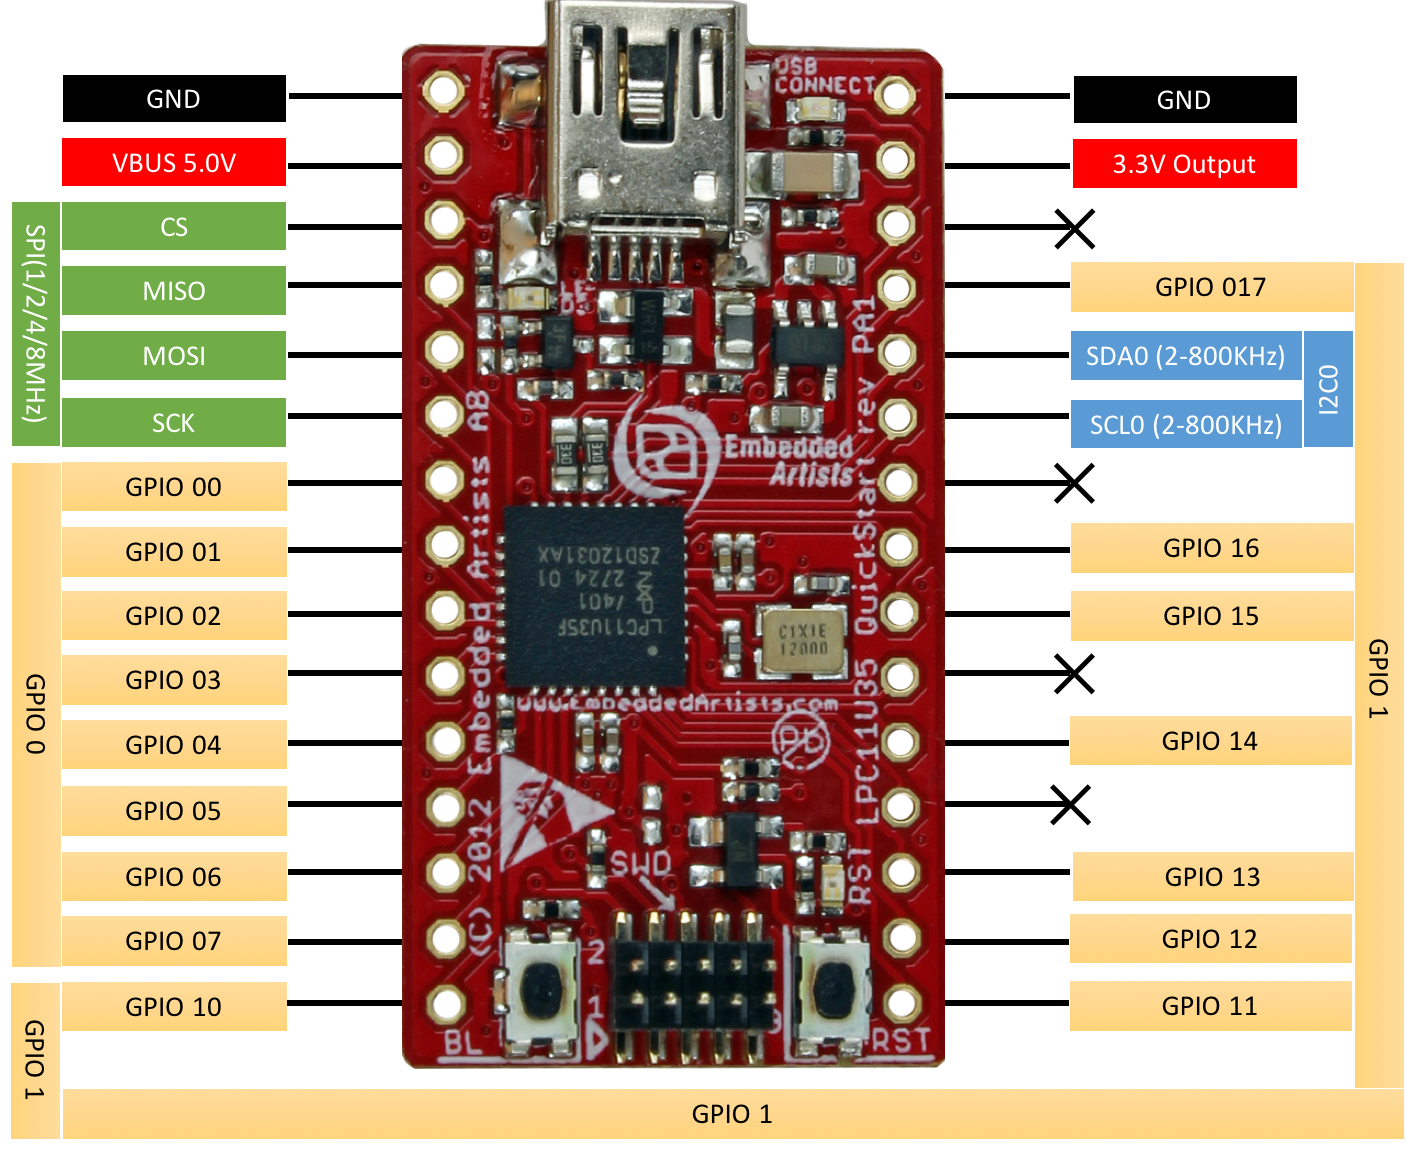 GND
VBUS 5.0V
CS
MISO
MOSI
SCK
SPI(1/2/4/8MHz)
GPIO 00
GPIO 01
GPIO 02
GPIO 03
GPIO 04
GPIO 05
GPIO 06
GPIO 07
GPIO 0
GPIO 10
GPIO 1
GND
3.3V Output
GPIO 017
SDA0 (2-800KHz)
SCL0 (2-800KHz)
I2C0
GPIO 16
GPIO 15
GPIO 14
GPIO 13
GPIO 12
GPIO 11
GPIO 1
GPIO 1
USB
CONNECT
Embedded
Artists
(C) 2012 Embedded Artists AB
LPC11U35 QuickStart rev PA1
LPC11U35F
/401
2724 01
ZSD12031AX
330
330
C1X1E
12000
www.EmbeddedArtists.com
SWD
RST
2
1
BL
RST